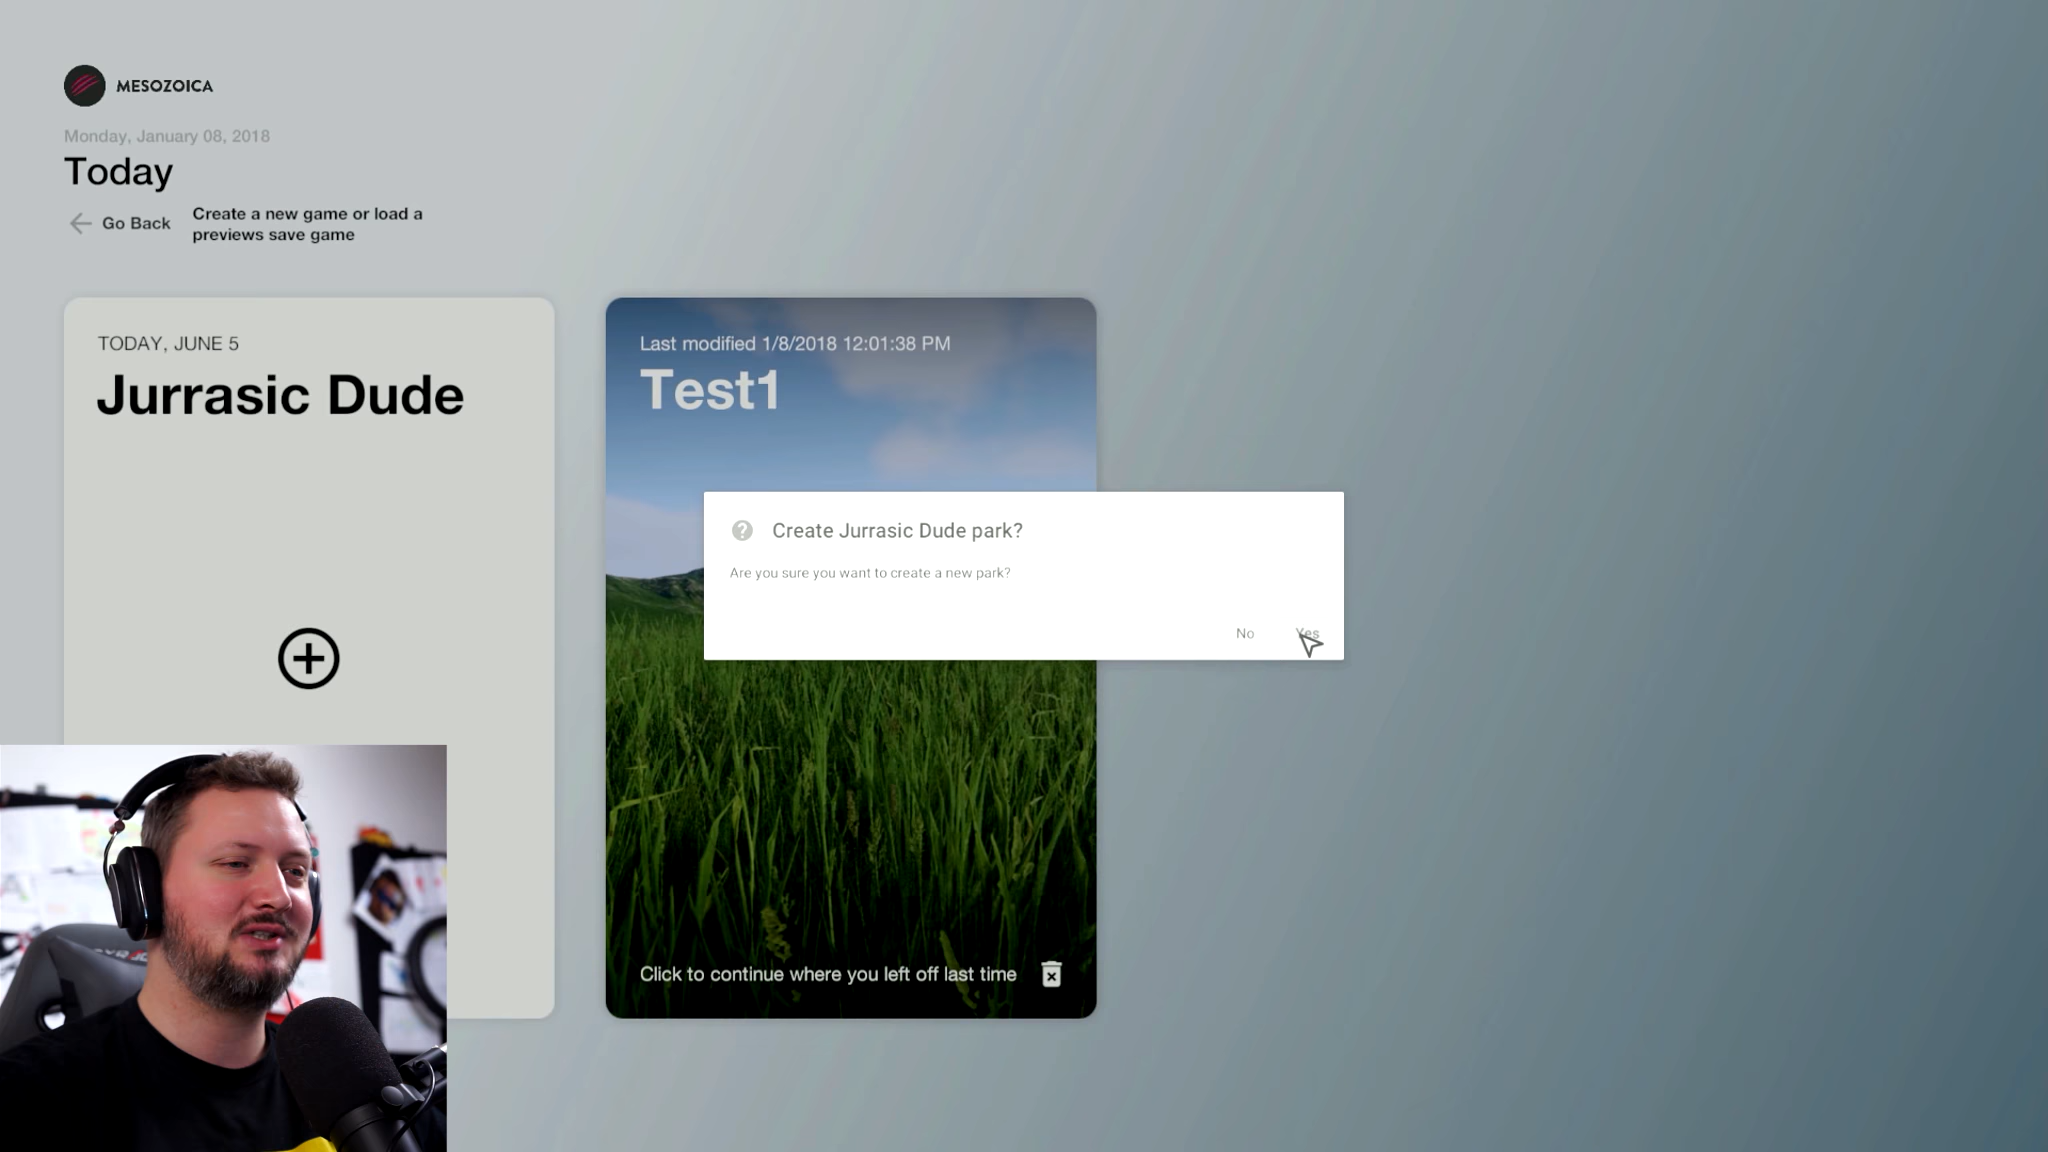 MESOZOICA
Monday, January 08, 2018
Today
Go Back
Create a new game or load a
previews save game
TODAY, JUNE 5
Jurrasic Dude
Last modified 1/8/2018 12:01:38 PM
Test1
Create Jurrasic Dude park?
Are you sure you want to create a new park?
No
Yes
Click to continue where you left off last time